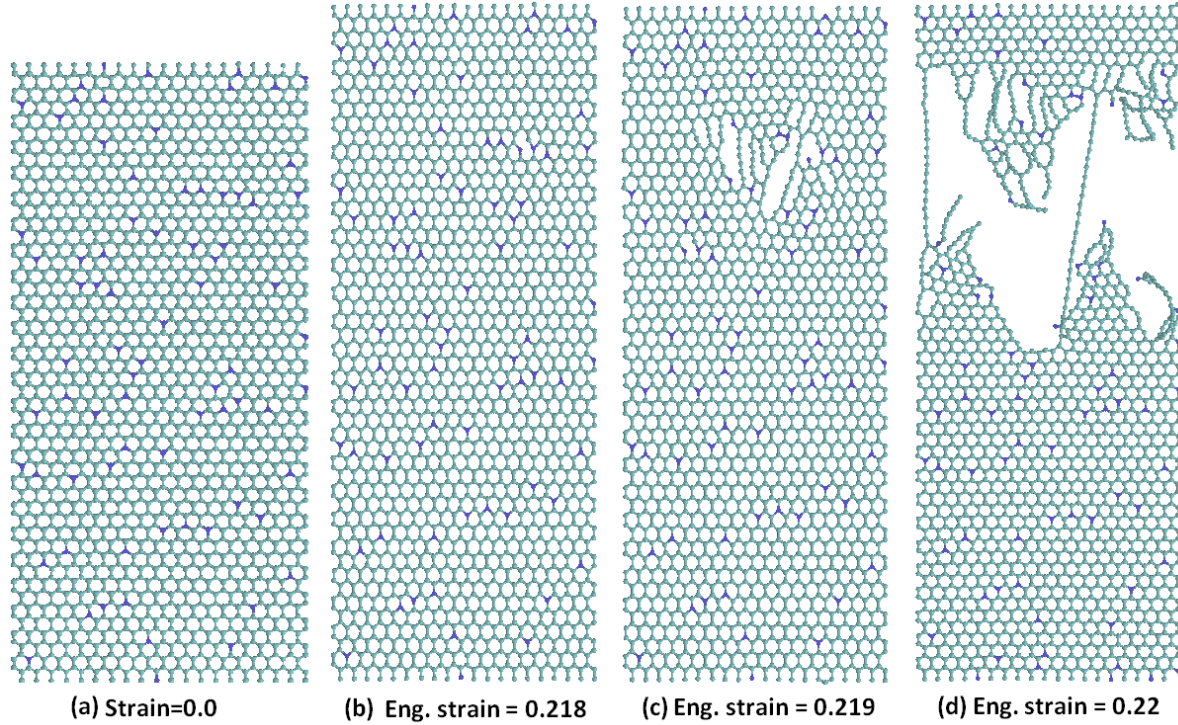 (a) Strain=0.0
(b) Eng. strain = 0.218
(c) Eng. strain = 0.219
(d) Eng. strain = 0.22